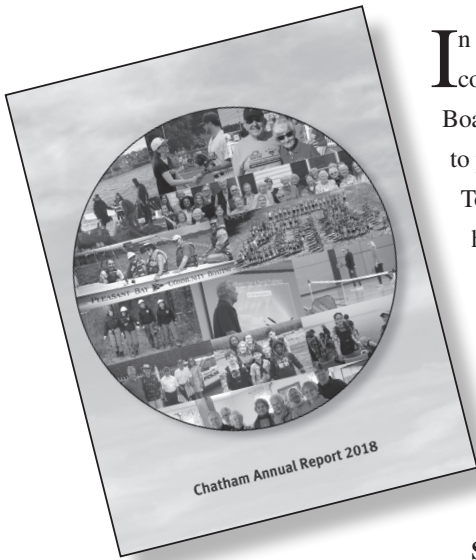 In
co
Boa
to
T
PLEASANT BAY COMMUNITY BOATING
Chatham Annual Report 2018
s